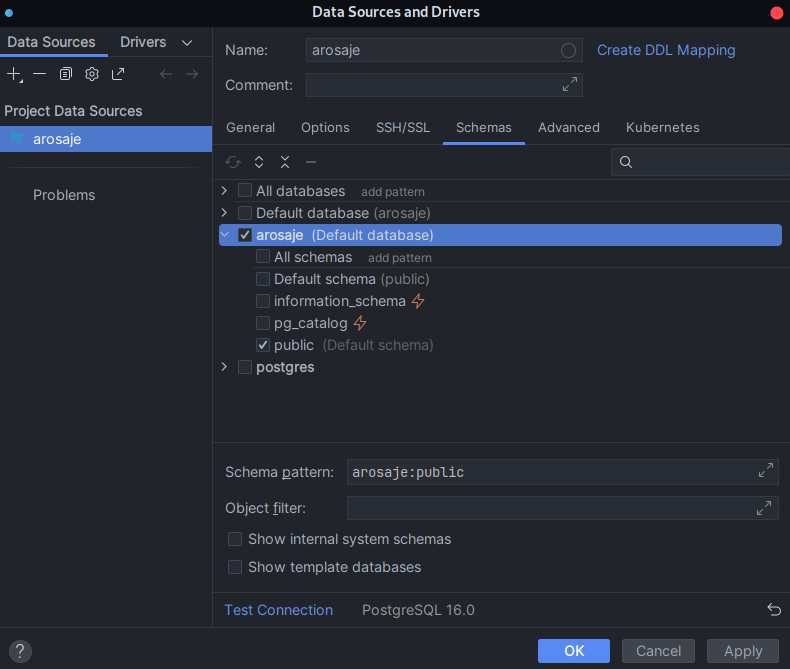 Data Sources and Drivers
Data Sources Drivers
Project Data Sources
arosaje
Problems
Name: arosaje Create DDL Mapping
Comment:
General Options SSH/SSL Schemas Advanced Kubernetes
All databases add pattern
Default database (arosaje)
arosaje (Default database)
All schemas add pattern
Default schema (public)
information_schema
pg_catalog
public (Default schema)
postgres
Schema pattern: arosaje:public
Object filter:
Show internal system schemas
Show template databases
Test Connection PostgreSQL 16.0
? OK Cancel Apply